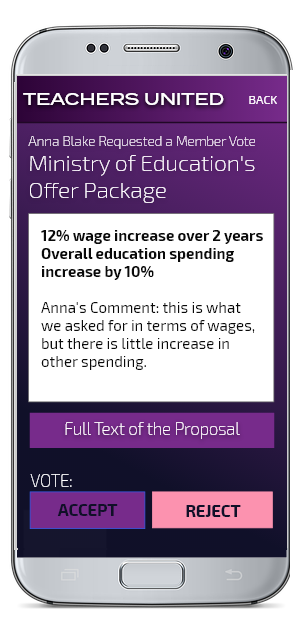 TEACHERS UNITED BACK
Anna Blake Requested a Member Vote
Ministry of Education's
Offer Package
12% wage increase over 2 years
Overall education spending
increase by 10%
Anna's Comment: this is what
we asked for in terms of wages,
but there is little increase in
other spending.
Full Text of the Proposal
VOTE:
ACCEPT REJECT